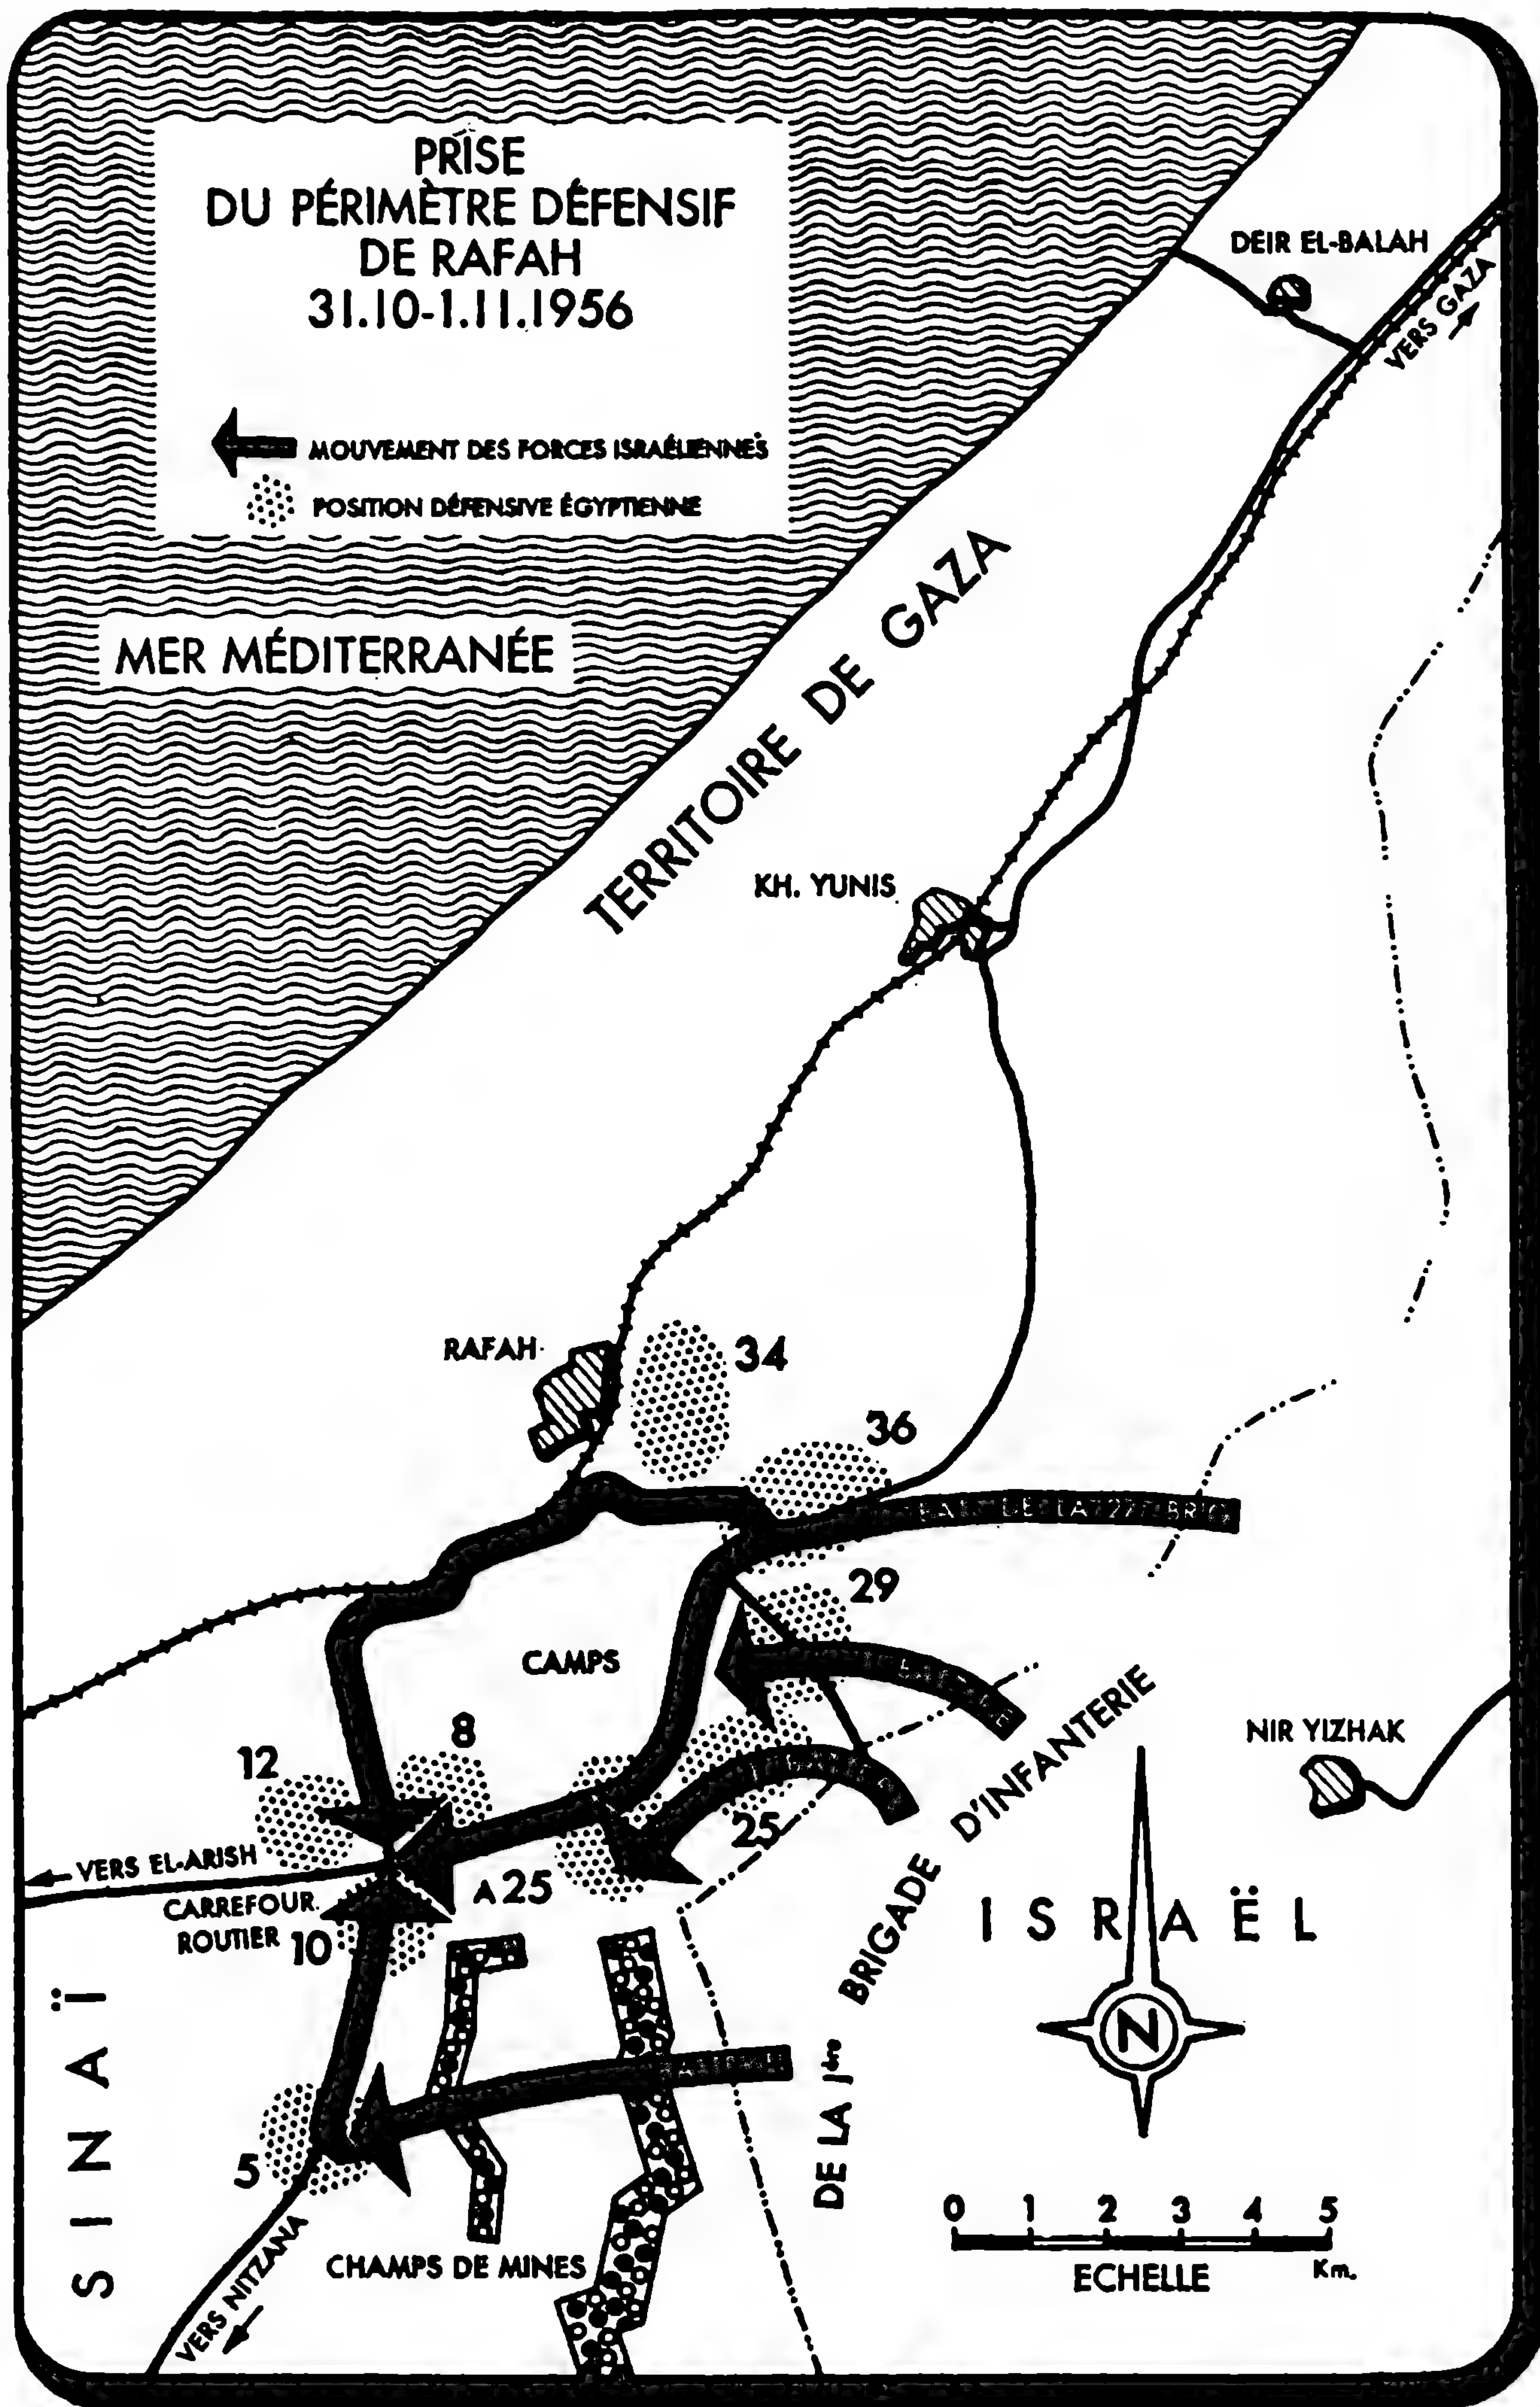 PRISE
DU PÉRIMÈTRE DÉFENSIF
DE RAFAH
31.10-1.11.1956
MOUVEMENT DES FORCES ISRAÉLIENNES
POSITION DÉFENSIVE ÉGYPTIENNE
MER MÉDITERRANÉE
DEIR EL-BALAH
VERS GAZA
TERRITOIRE DE GAZA
KH. YUNIS
RAFAH
34
36
DE LA 27
29
CAMPS
8
12
25
A 25
VERS EL-ARISH
CARREFOUR
ROUTIER
10
NIR YIZHAK
ISRAËL
DE LA 1ère BRIGADE D'INFANTERIE
N
SINAÏ
5
CHAMPS DE MINES
VERS NITZANA
0 1 2 3 4 5
ECHELLE
Km.